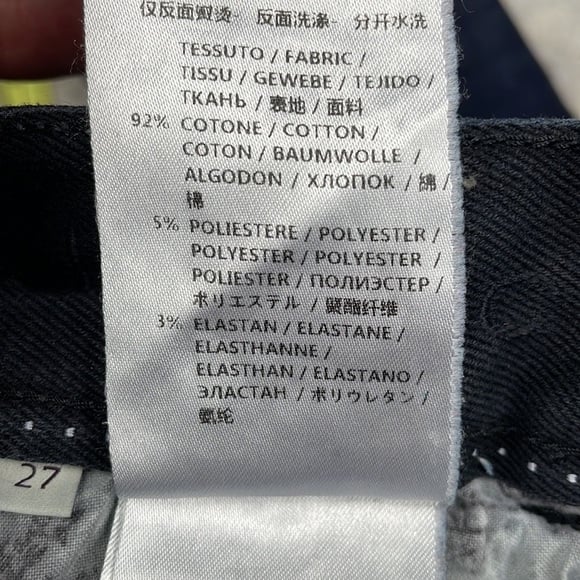 仅反面熨烫- 反面洗涤- 分开水洗
TESSUTO / FABRIC /
TISSU / GEWEBE / TEJIDO /
ТКАНЬ / 裏地 / 面料
92% COTONE / COTTON /
COTON / BAUMWOLLE /
ALGODON / ХЛОПОК / 綿 /
棉
5% POLIESTERE / POLYESTER /
POLYESTER / POLYESTER /
POLIESTER / ПОЛИЭСТЕР /
ポリエステル / 聚酯纤维
3% ELASTAN / ELASTANE /
ELASTHANNE /
ELASTHAN / ELASTANO /
ЭЛАСТАН / ポリウレタン /
氨纶
27